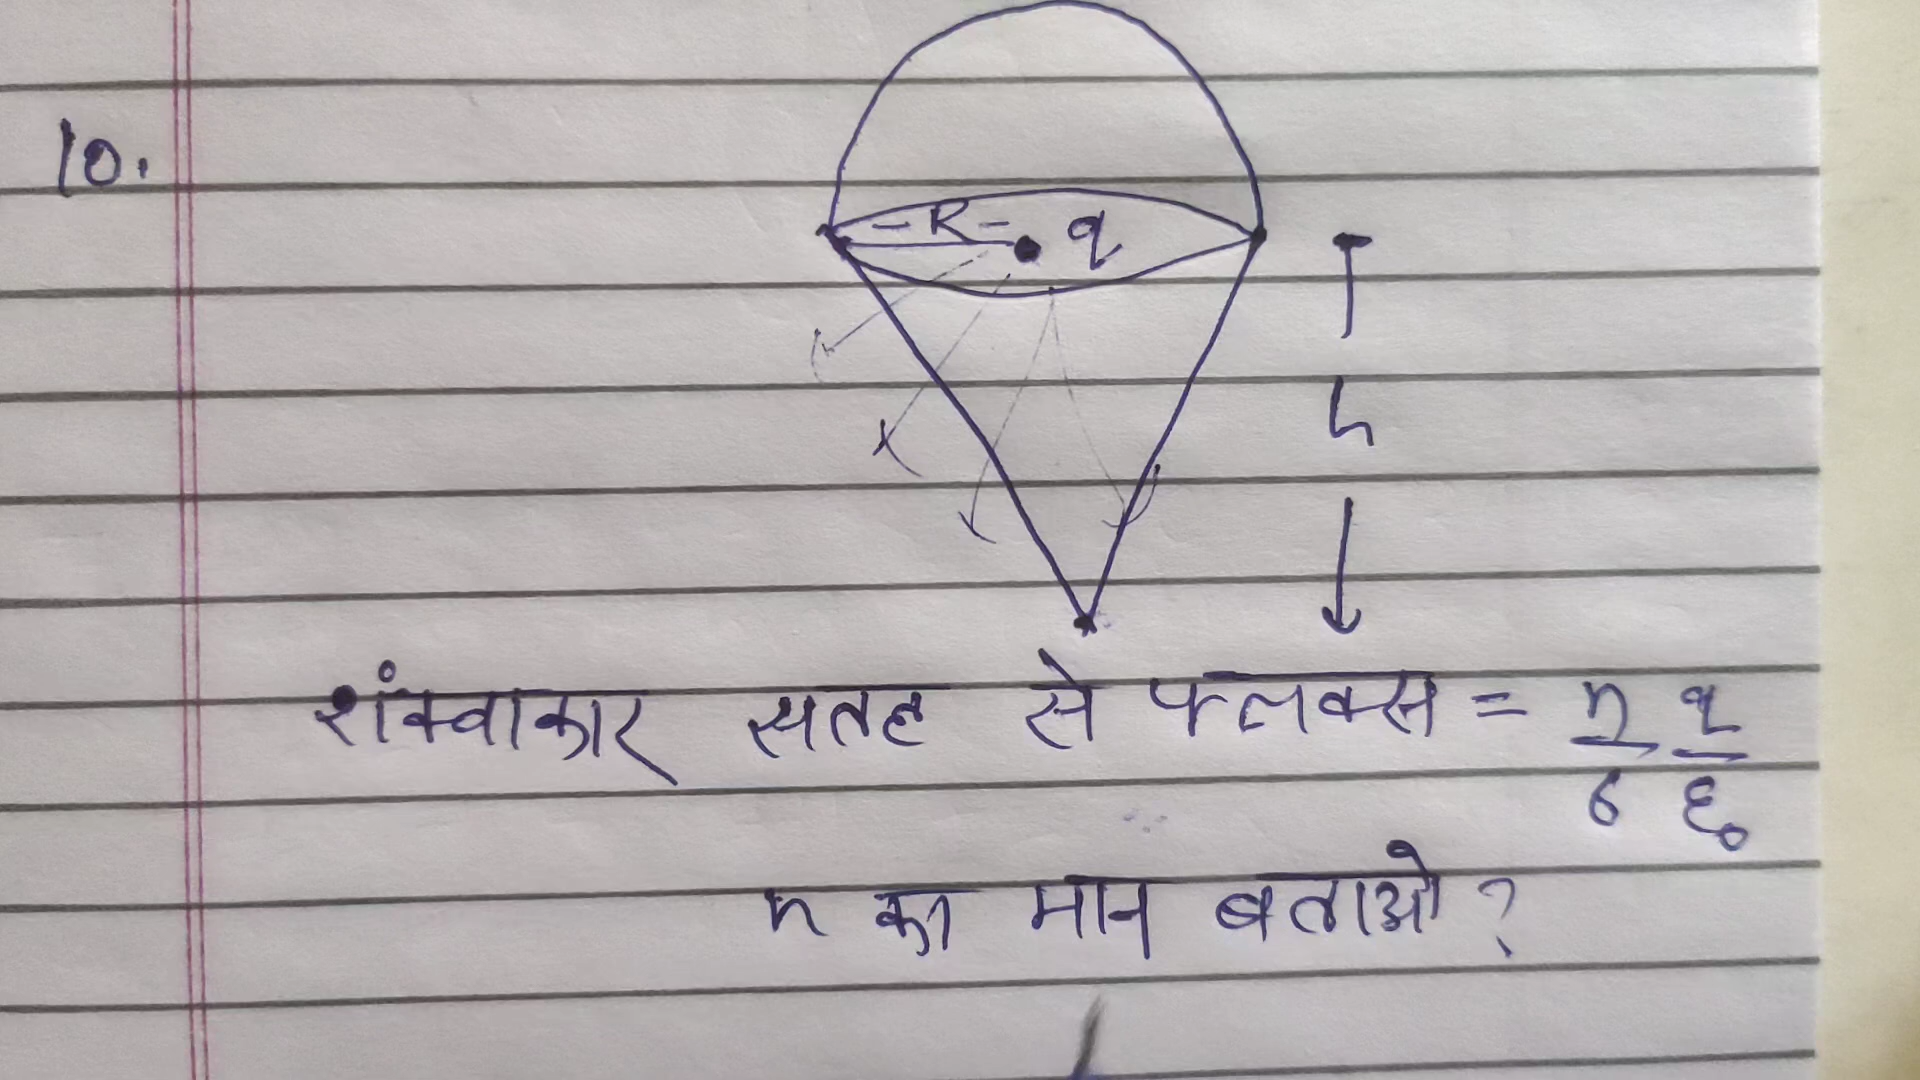 10.
- R - q
h
शंक्वाकार सतह से फ्लक्स = n/6 q/ε₀
n का मान बताओ ?